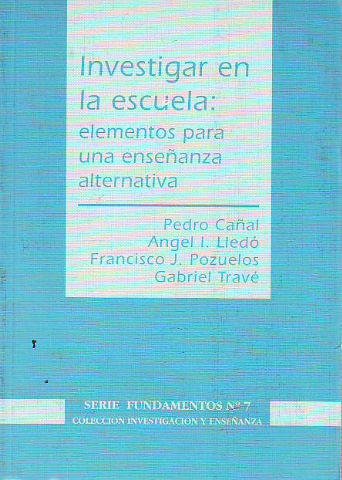 Investigar en
la escuela:
elementos para
una enseñanza
alternativa
Pedro Cañal
Angel I. Lledó
Francisco J. Pozuelos
Gabriel Travé
SERIE FUNDAMENTOS Nº 7
COLECCION INVESTIGACION Y ENSEÑANZA